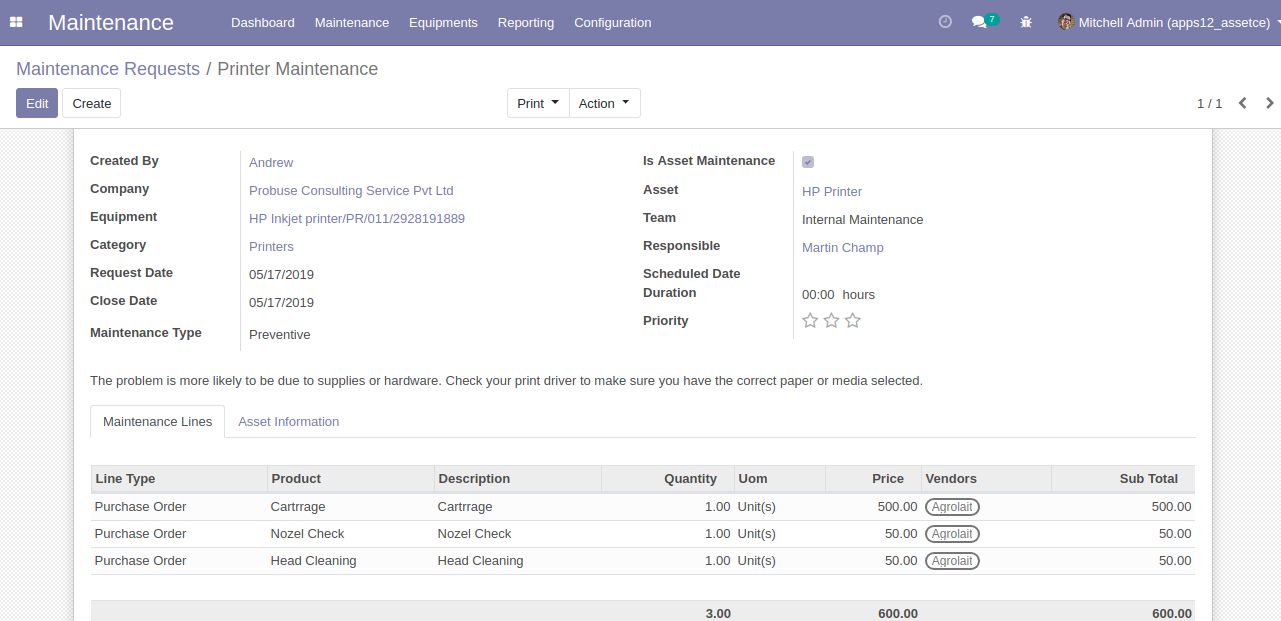 Maintenance Dashboard Maintenance Equipments Reporting Configuration 7 Mitchell Admin (apps12_assetce)
Maintenance Requests / Printer Maintenance
Edit Create Print Action 1 / 1
Created By Andrew Is Asset Maintenance
Company Probuse Consulting Service Pvt Ltd Asset HP Printer
Equipment HP Inkjet printer/PR/011/2928191889 Team Internal Maintenance
Category Printers Responsible Martin Champ
Request Date 05/17/2019 Scheduled Date
Close Date 05/17/2019 Duration 00:00 hours
Maintenance Type Preventive Priority
The problem is more likely to be due to supplies or hardware. Check your print driver to make sure you have the correct paper or media selected.
Maintenance Lines Asset Information
Line Type Product Description Quantity Uom Price Vendors Sub Total
Purchase Order Cartrrage Cartrrage 1.00 Unit(s) 500.00 Agrolait 500.00
Purchase Order Nozel Check Nozel Check 1.00 Unit(s) 50.00 Agrolait 50.00
Purchase Order Head Cleaning Head Cleaning 1.00 Unit(s) 50.00 Agrolait 50.00
3.00 600.00 600.00